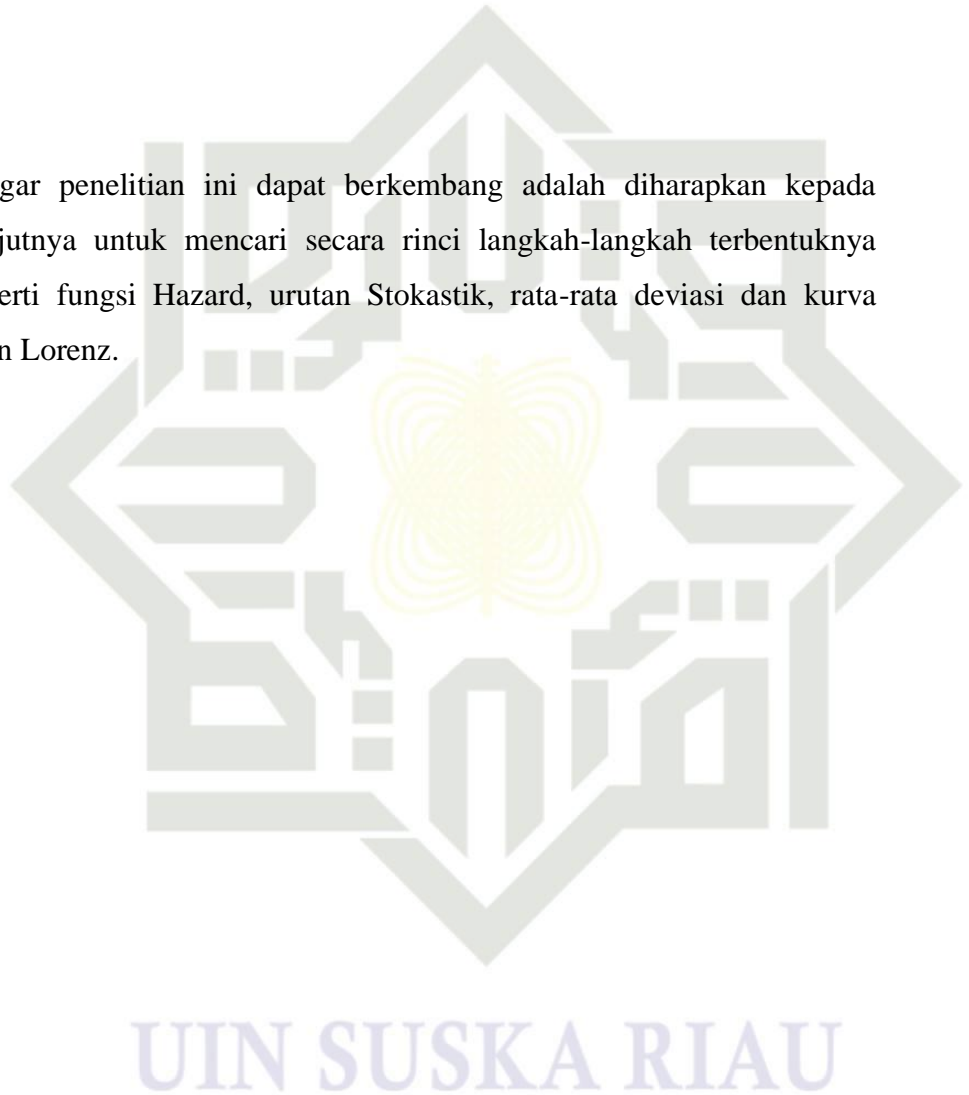 gar penelitian ini dapat berkembang adalah diharapkan kepada
jutnya untuk mencari secara rinci langkah-langkah terbentuknya
erti fungsi Hazard, urutan Stokastik, rata-rata deviasi dan kurva
n Lorenz.
UIN SUSKA RIAU